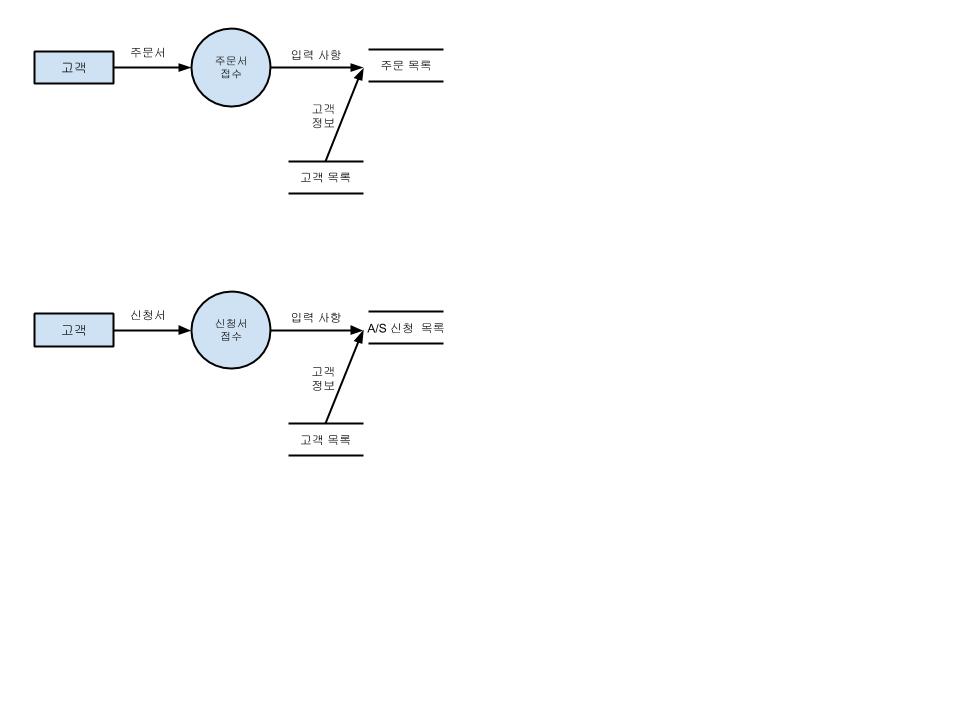 고객
주문서
주문서
접수
입력 사항
주문 목록
고객
정보
고객 목록
고객
신청서
신청서
접수
입력 사항
A/S 신청  목록
고객
정보
고객 목록